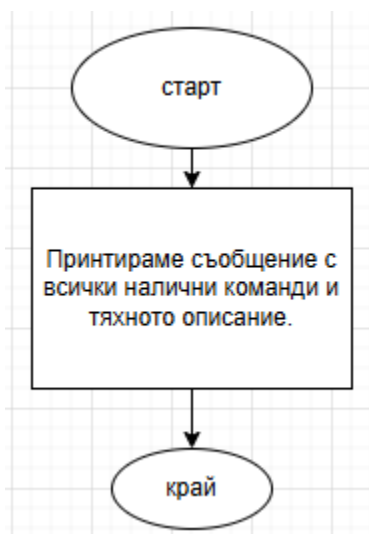 старт
Принтираме съобщение с
всички налични команди и
тяхното описание.
край